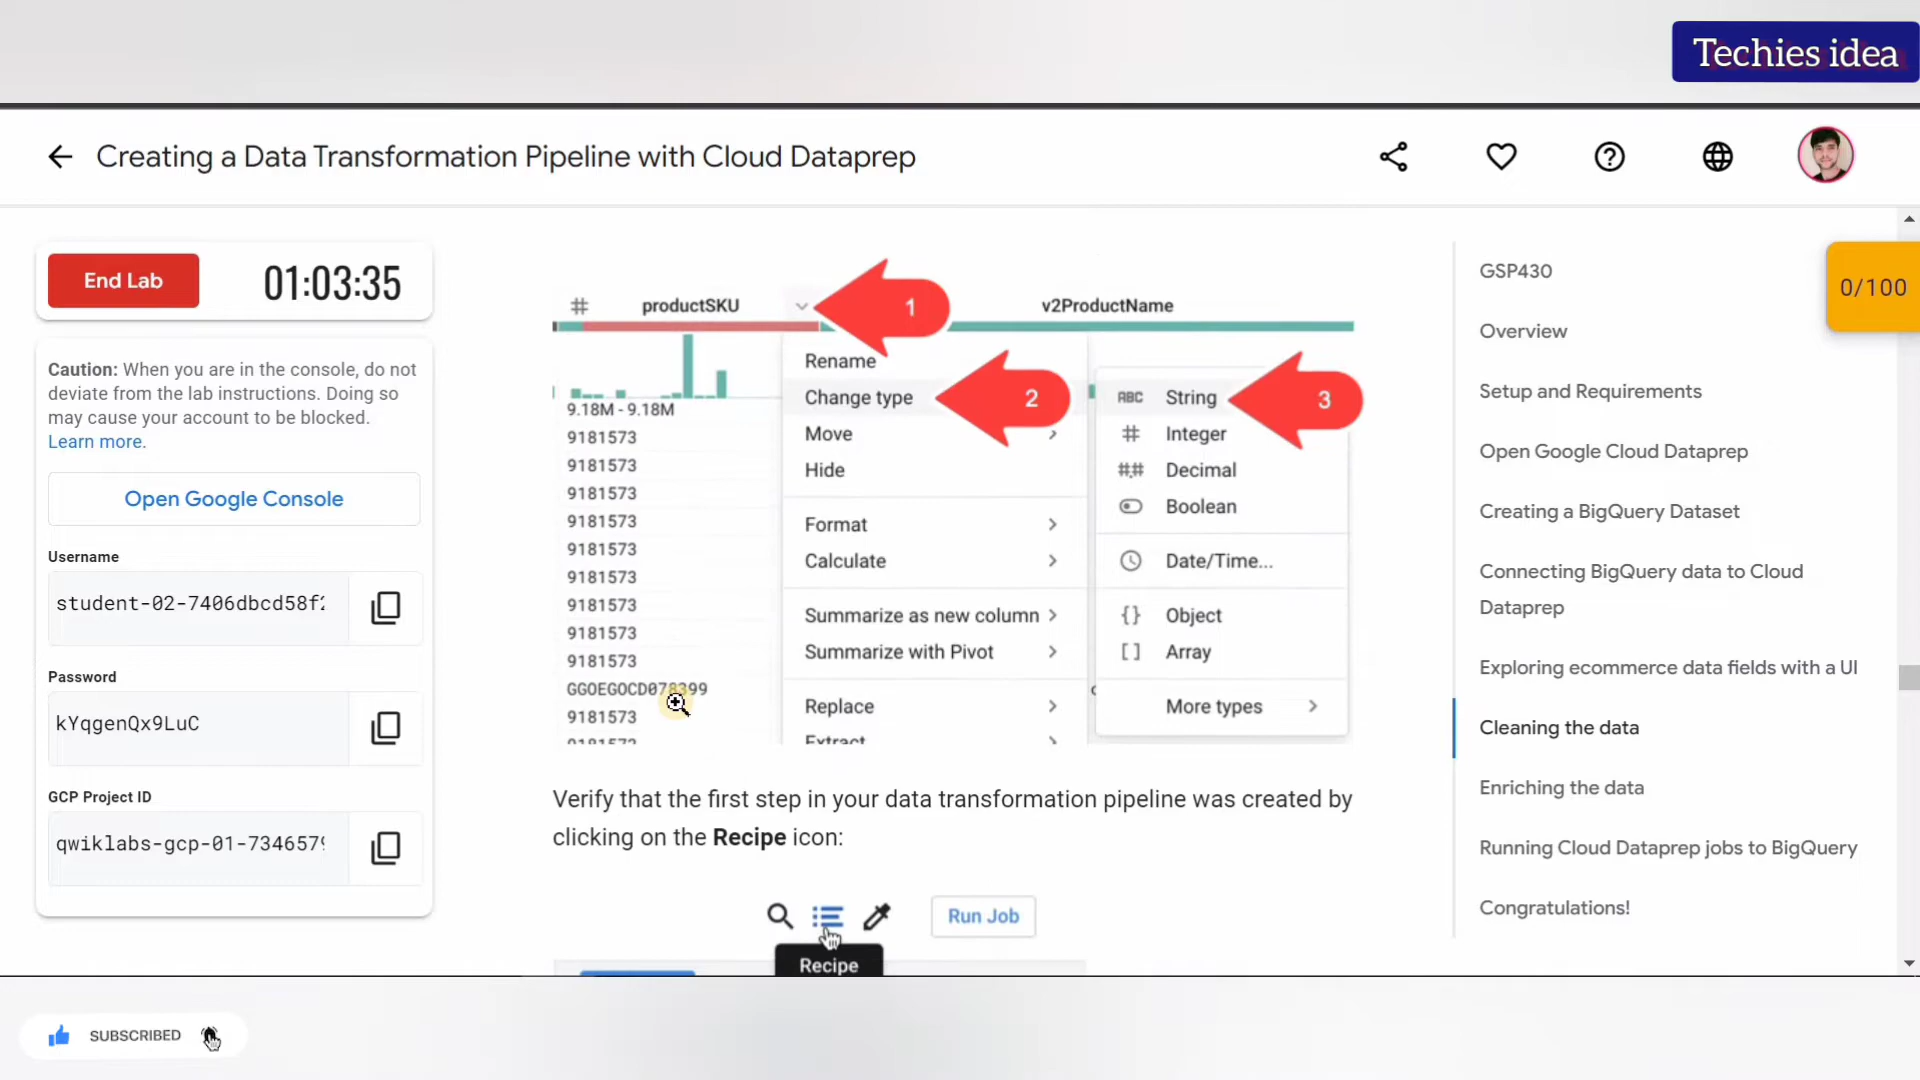 Techies idea
Creating a Data Transformation Pipeline with Cloud Dataprep
End Lab
01:03:35
Caution: When you are in the console, do not
deviate from the lab instructions. Doing so
may cause your account to be blocked.
Learn more.
Open Google Console
Username
student-02-7406dbcd58f2
Password
kYqgenQx9LuC
GCP Project ID
qwiklabs-gcp-01-7346579
# productSKU
v2ProductName
1
9.18M - 9.18M
9181573
9181573
9181573
9181573
9181573
9181573
9181573
9181573
9181573
GGOEGOCD078399
9181573
9181573
Rename
Change type
2
Move
Hide
Format
Calculate
Summarize as new column
Summarize with Pivot
Replace
Extract
ABC String
3
# Integer
#.# Decimal
Boolean
Date/Time...
{} Object
[] Array
More types
Verify that the first step in your data transformation pipeline was created by
clicking on the Recipe icon:
Run Job
Recipe
GSP430
Overview
Setup and Requirements
Open Google Cloud Dataprep
Creating a BigQuery Dataset
Connecting BigQuery data to Cloud
Dataprep
Exploring ecommerce data fields with a UI
Cleaning the data
Enriching the data
Running Cloud Dataprep jobs to BigQuery
Congratulations!
0/100
SUBSCRIBED